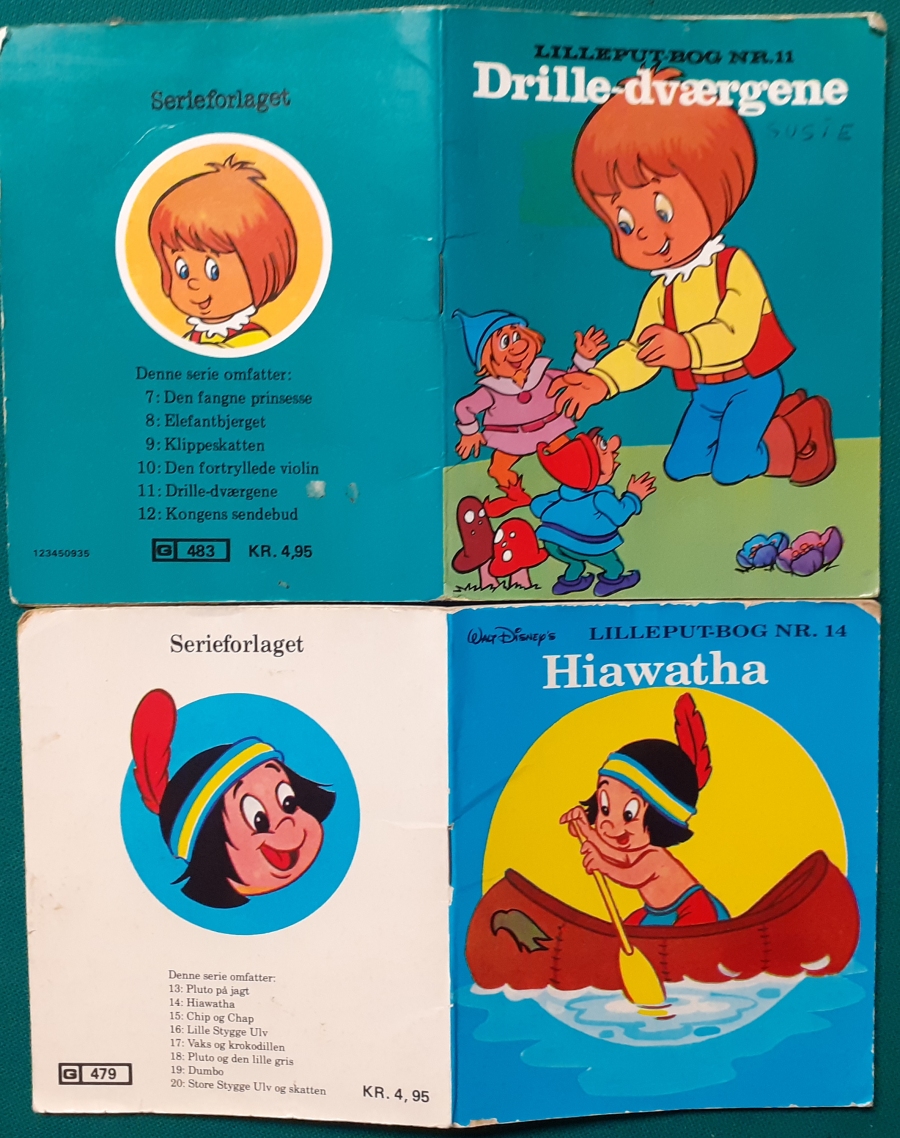 Serieforlaget
Denne serie omfatter:
7: Den fangne prinsesse
8: Elefantbjerget
9: Klippeskatten
10: Den fortryllede violin
11: Drille-dværgene
12: Kongens sendebud
123450935
G 483 KR. 4,95
LILLEPUT-BOG NR. 11
Drille-dværgene
SUSIE
Serieforlaget
Denne serie omfatter:
13: Pluto på jagt
14: Hiawatha
15: Chip og Chap
16: Lille Stygge Ulv
17: Vaks og krokodillen
18: Pluto og den lille gris
19: Dumbo
20: Store Stygge Ulv og skatten
G 479
KR. 4,95
WALT DISNEY'S LILLEPUT-BOG NR. 14
Hiawatha